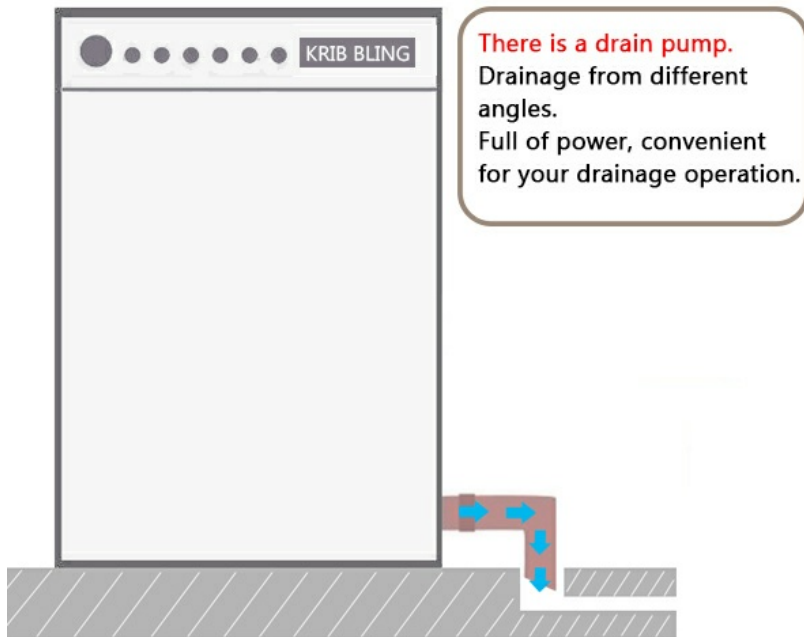 KRIB BLING
There is a drain pump.
Drainage from different
angles.
Full of power, convenient
for your drainage operation.